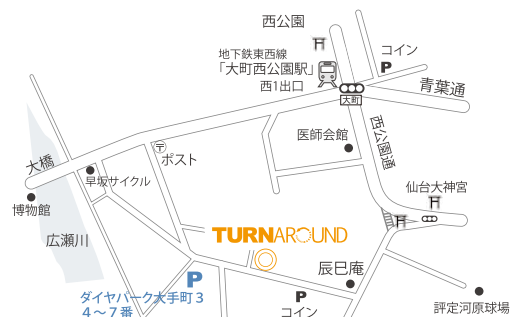 西公園
地下鉄東西線
「大町西公園駅」
西1出口
コイン
P
青葉通
大町
医師会館
西公園通
〒
ポスト
大橋
早坂サイクル
博物館
仙台大神宮
広瀬川
TURNAROUND
辰巳庵
P
ダイヤパーク大手町3
4～7番
P
コイン
評定河原球場